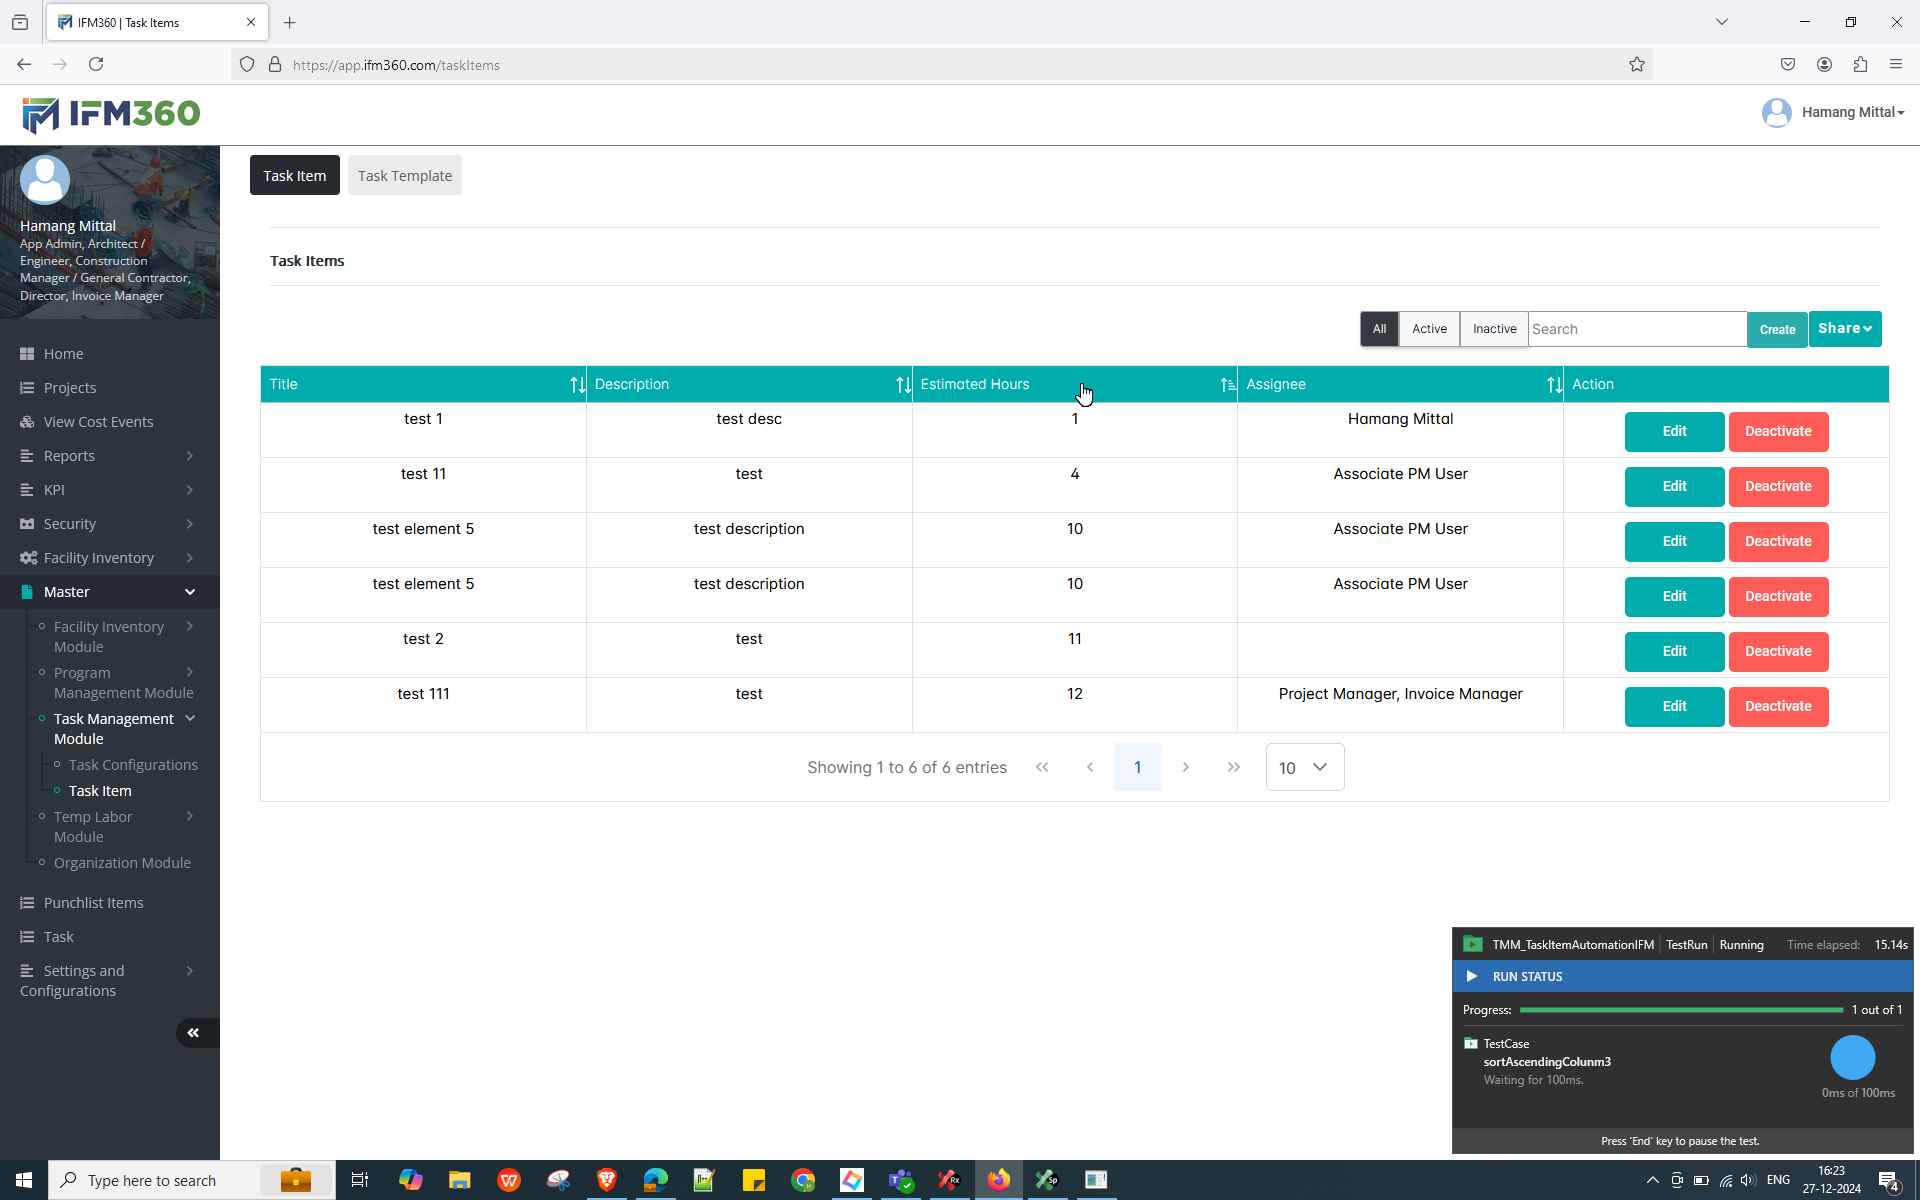 IFM360 | Task Items
https://app.ifm360.com/taskItems
IFM360
Hamang Mittal
Hamang Mittal
App Admin, Architect /
Engineer, Construction
Manager / General Contractor,
Director, Invoice Manager
Home
Projects
View Cost Events
Reports
KPI
Security
Facility Inventory
Master
Facility Inventory
Module
Program
Management Module
Task Management
Module
Task Configurations
Task Item
Temp Labor
Module
Organization Module
Punchlist Items
Task
Settings and
Configurations
Task Item Task Template
Task Items
All Active Inactive Search Create Share
Title Description Estimated Hours Assignee Action
test 1 test desc 1 Hamang Mittal Edit Deactivate
test 11 test 4 Associate PM User Edit Deactivate
test element 5 test description 10 Associate PM User Edit Deactivate
test element 5 test description 10 Associate PM User Edit Deactivate
test 2 test 11 Edit Deactivate
test 111 test 12 Project Manager, Invoice Manager Edit Deactivate
Showing 1 to 6 of 6 entries « ‹ 1 › » 10
TMM_TaskItemAutomationIFM TestRun Running Time elapsed: 15.14s
RUN STATUS
Progress: 1 out of 1
TestCase
sortAscendingColunm3
Waiting for 100ms.
0ms of 100ms
Press 'End' key to pause the test.
Type here to search
ENG
16:23
27-12-2024
4